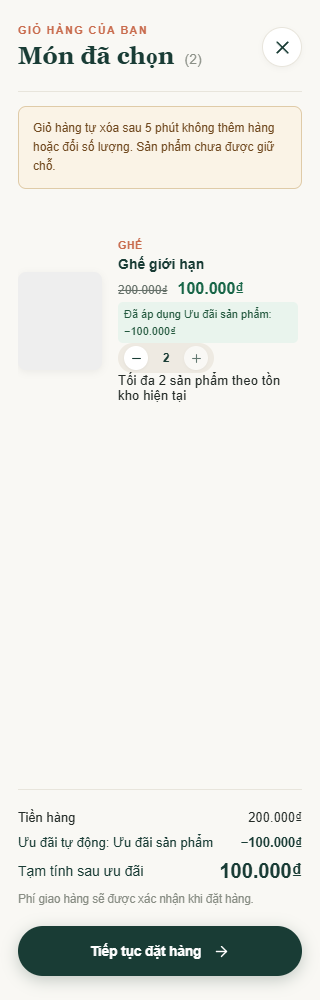 GIỎ HÀNG CỦA BẠN
Món đã chọn (2)
Giỏ hàng tự xóa sau 5 phút không thêm hàng
hoặc đổi số lượng. Sản phẩm chưa được giữ
chỗ.
GHẾ
Ghế giới hạn
200.000₫ 100.000₫
Đã áp dụng Ưu đãi sản phẩm:
−100.000₫
− 2 +
Tối đa 2 sản phẩm theo tồn
kho hiện tại
Tiền hàng 200.000₫
Ưu đãi tự động: Ưu đãi sản phẩm −100.000₫
Tạm tính sau ưu đãi 100.000₫
Phí giao hàng sẽ được xác nhận khi đặt hàng.
Tiếp tục đặt hàng →